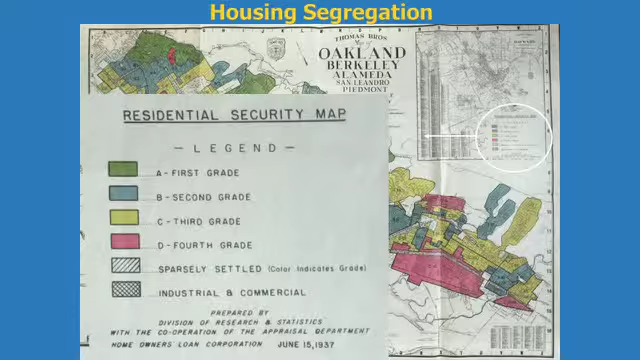 Housing Segregation
THOMAS BROS
OAKLAND
BERKELEY
ALAMEDA
SAN LEANDRO
PIEDMONT
RESIDENTIAL SECURITY MAP
— LEGEND —
A - FIRST GRADE
B - SECOND GRADE
C - THIRD GRADE
D - FOURTH GRADE
SPARSELY SETTLED (Color Indicates Grade)
INDUSTRIAL & COMMERCIAL
PREPARED BY
DIVISION OF RESEARCH & STATISTICS
WITH THE CO-OPERATION OF THE APPRAISAL DEPARTMENT
HOME OWNERS LOAN CORPORATION JUNE 15, 1937